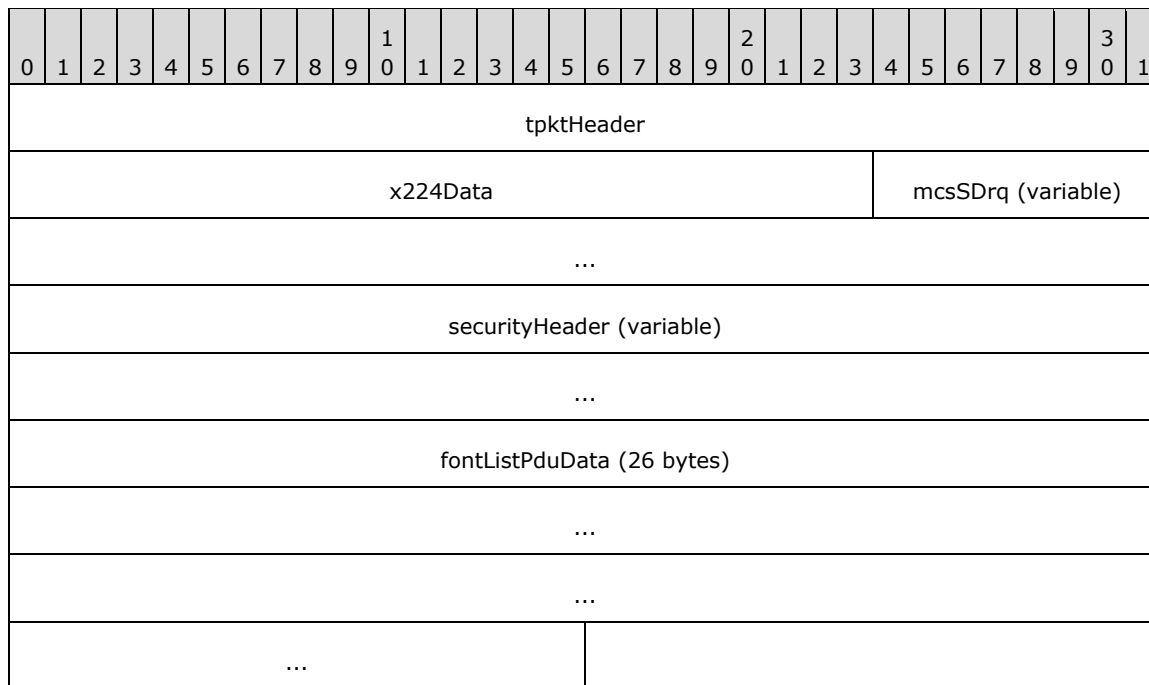 1 2 3
0 1 2 3 4 5 6 7 8 9 0 1 2 3 4 5 6 7 8 9 0 1 2 3 4 5 6 7 8 9 0 1
tpktHeader
x224Data mcsSDrq (variable)
...
securityHeader (variable)
...
fontListPduData (26 bytes)
...
...
...